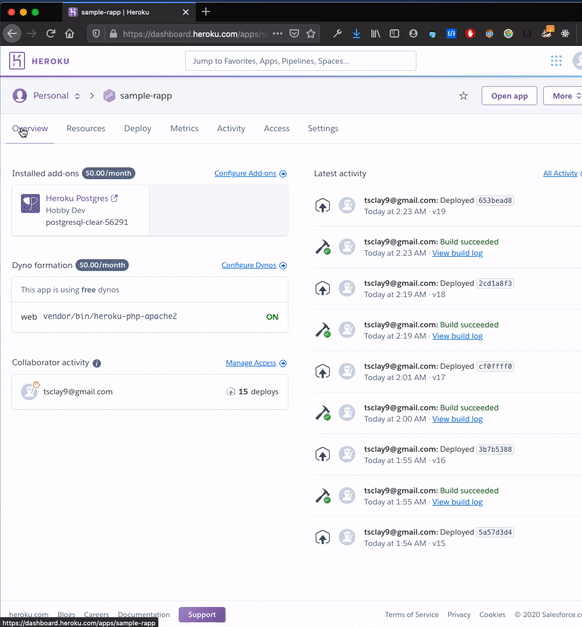 sample-rapp | Heroku
https://dashboard.heroku.com/apps/s
HEROKU
Jump to Favorites, Apps, Pipelines, Spaces...
Personal
sample-rapp
Open app
More
Overview
Resources
Deploy
Metrics
Activity
Access
Settings
Installed add-ons $0.00/month
Configure Add-ons
Heroku Postgres
Hobby Dev
postgresql-clear-56291
Dyno formation $0.00/month
Configure Dynos
This app is using free dynos
web vendor/bin/heroku-php-apache2
ON
Collaborator activity
Manage Access
tsclay9@gmail.com
15 deploys
Latest activity
All Activity
tsclay9@gmail.com: Deployed 653bead8
Today at 2:23 AM · v19
tsclay9@gmail.com: Build succeeded
Today at 2:23 AM · View build log
tsclay9@gmail.com: Deployed 2cd1a8f3
Today at 2:19 AM · v18
tsclay9@gmail.com: Build succeeded
Today at 2:19 AM · View build log
tsclay9@gmail.com: Deployed cf0ffff0
Today at 2:01 AM · v17
tsclay9@gmail.com: Build succeeded
Today at 2:00 AM · View build log
tsclay9@gmail.com: Deployed 3b7b5388
Today at 1:55 AM · v16
tsclay9@gmail.com: Build succeeded
Today at 1:55 AM · View build log
tsclay9@gmail.com: Deployed 5a57d3d4
Today at 1:54 AM · v15
heroku.com
Blogs
Careers
Documentation
Support
Terms of Service
Privacy
Cookies
© 2020 Salesforce.co
https://dashboard.heroku.com/apps/sample-rapp